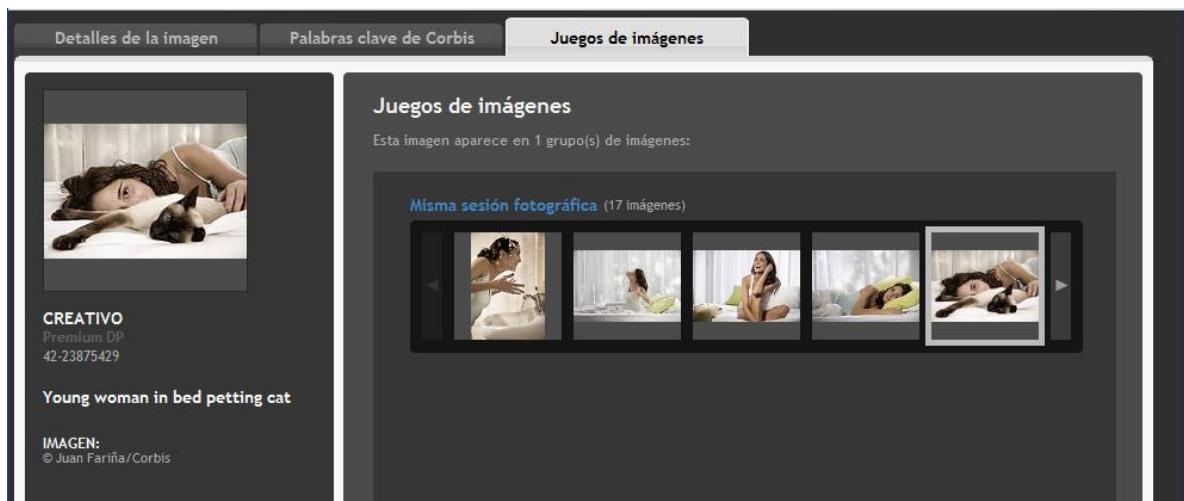 Detalles de la imagen
Palabras clave de Corbis
Juegos de imágenes
CREATIVO
Premium DP
42-23875429
Young woman in bed petting cat
IMAGEN:
© Juan Fariña/Corbis
Juegos de imágenes
Esta imagen aparece en 1 grupo(s) de imágenes:
Misma sesión fotográfica (17 imágenes)